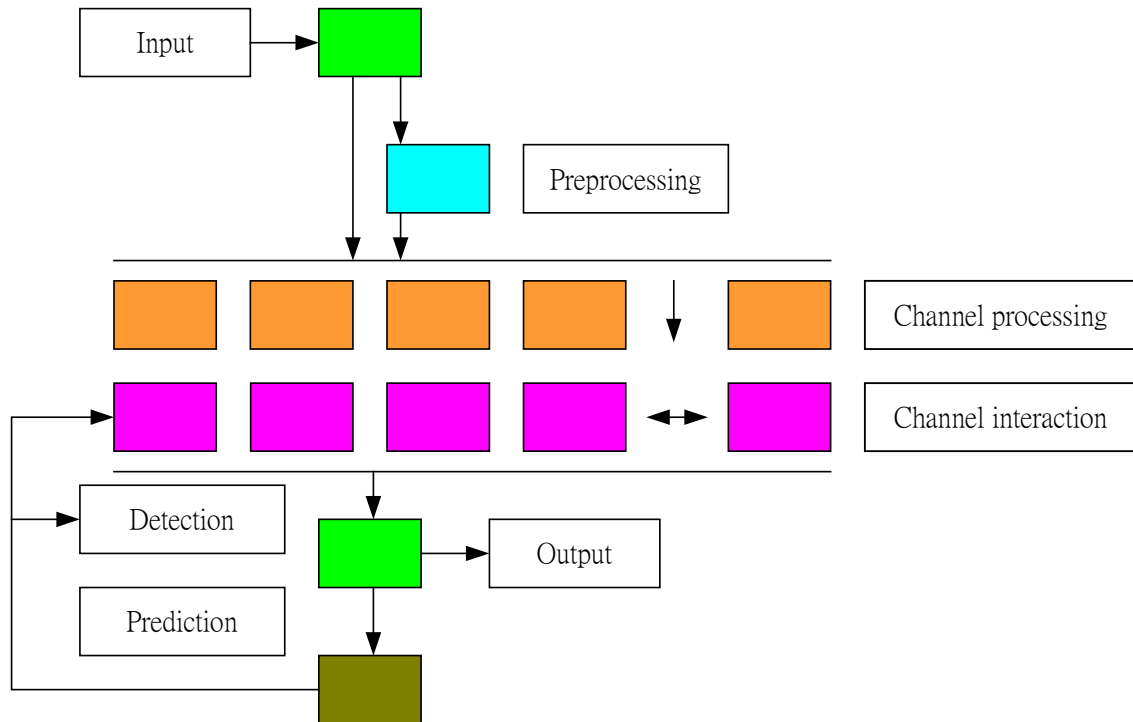 Input
Preprocessing
Channel processing
Channel interaction
Detection
Output
Prediction